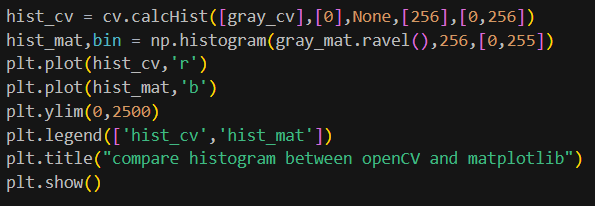 hist_cv = cv.calcHist([gray_cv],[0],None,[256],[0,256])
hist_mat,bin = np.histogram(gray_mat.ravel(),256,[0,255])
plt.plot(hist_cv,'r')
plt.plot(hist_mat,'b')
plt.ylim(0,2500)
plt.legend(['hist_cv','hist_mat'])
plt.title("compare histogram between openCV and matplotlib")
plt.show()